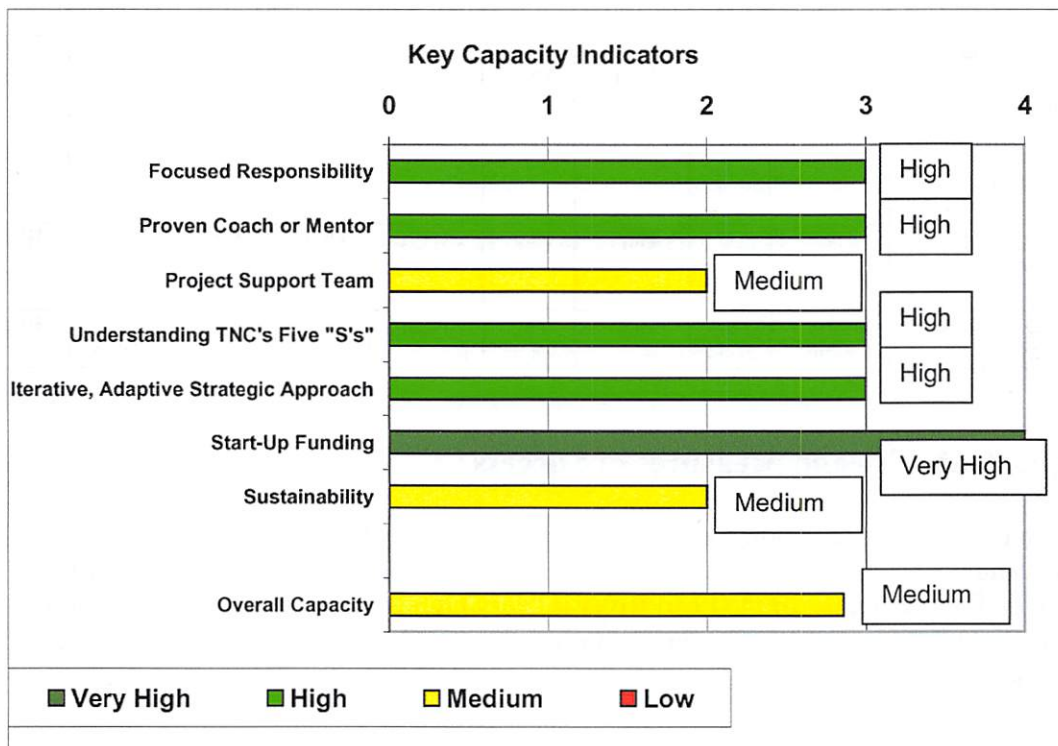 Key Capacity Indicators
0 1 2 3 4
Focused Responsibility High
Proven Coach or Mentor High
Project Support Team Medium
Understanding TNC's Five "S's" High
Iterative, Adaptive Strategic Approach High
Start-Up Funding Very High
Sustainability Medium
Overall Capacity Medium
Very High High Medium Low